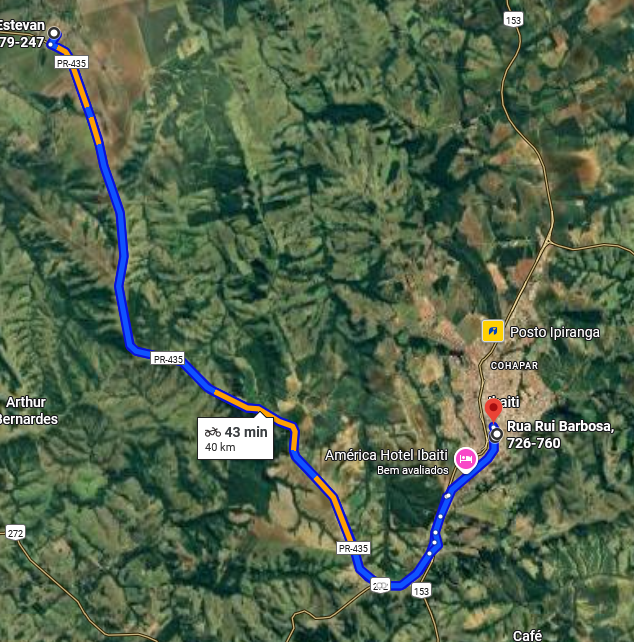 153
Estevan
79-247
PR-435
Posto Ipiranga
PR-435
COHAPAR
Arthur
Bernardes
Rua Rui Barbosa,
726-760
43 min
40 km
América Hotel Ibaiti
Bem avaliados
272
PR-435
153
Café